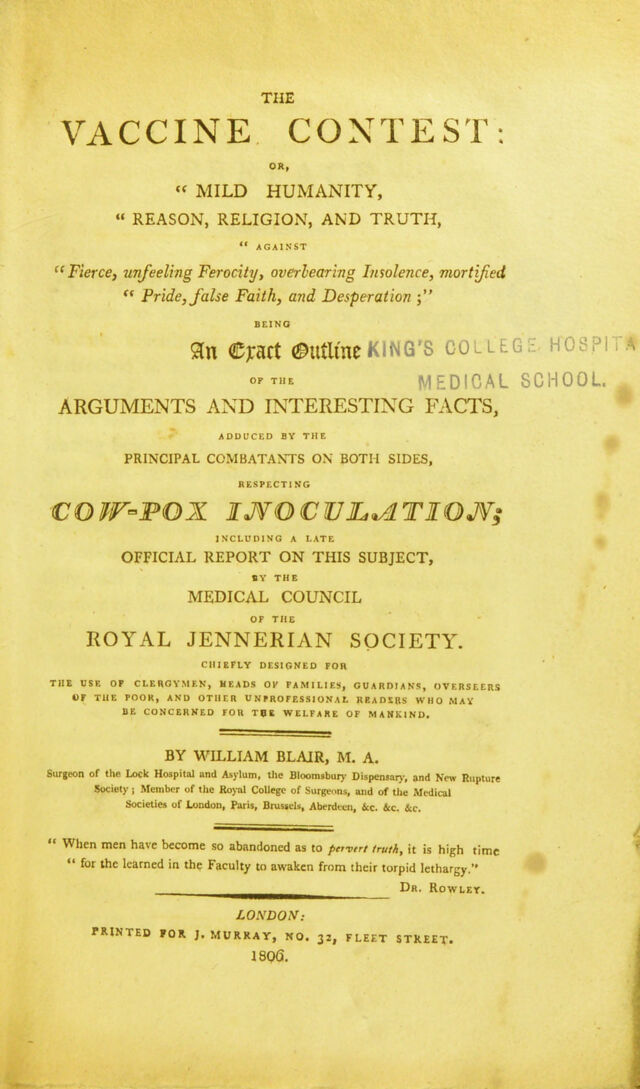 THE
VACCINE CONTEST:
OR,
“ MILD HUMANITY,
“ REASON, RELIGION, AND TRUTH,
“ AGAINST
“Fierce, unfeeling Ferocity, overbearing Insolence, mortified
“ Pride, false Faith, and Desperation ;”
BEING
An Exact Outline
KING'S COLLEGE HOSPITA
MEDICAL SCHOOL.
OF THE
ARGUMENTS AND INTERESTING FACTS,
ADDUCED BY THE
PRINCIPAL COMBATANTS ON BOTH SIDES,
RESPECTING
COW-POX INOCULATION;
INCLUDING A LATE
OFFICIAL REPORT ON THIS SUBJECT,
BY THE
MEDICAL COUNCIL
OF THE
ROYAL JENNERIAN SOCIETY.
CHIEFLY DESIGNED FOR
THE USE OF CLERGYMEN, HEADS OF FAMILIES, GUARDIANS, OVERSEERS
OF THE POOR, AND OTHER UNPROFESSIONAL READERS WHO MAY
BE CONCERNED FOR THE WELFARE OF MANKIND.
BY WILLIAM BLAIR, M. A.
Surgeon of the Lock Hospital and Asylum, the Bloomsbury Dispensary, and New Rupture
Society ; Member of the Royal College of Surgeons, and of the Medical
Societies of London, Paris, Brussels, Aberdeen, &c. &c. &c.
“ When men have become so abandoned as to pervert truth, it is high time
“ for the learned in the Faculty to awaken from their torpid lethargy.”
DR. ROWLEY.
LONDON:
PRINTED FOR J. MURRAY, NO. 32, FLEET STREET.
1806.